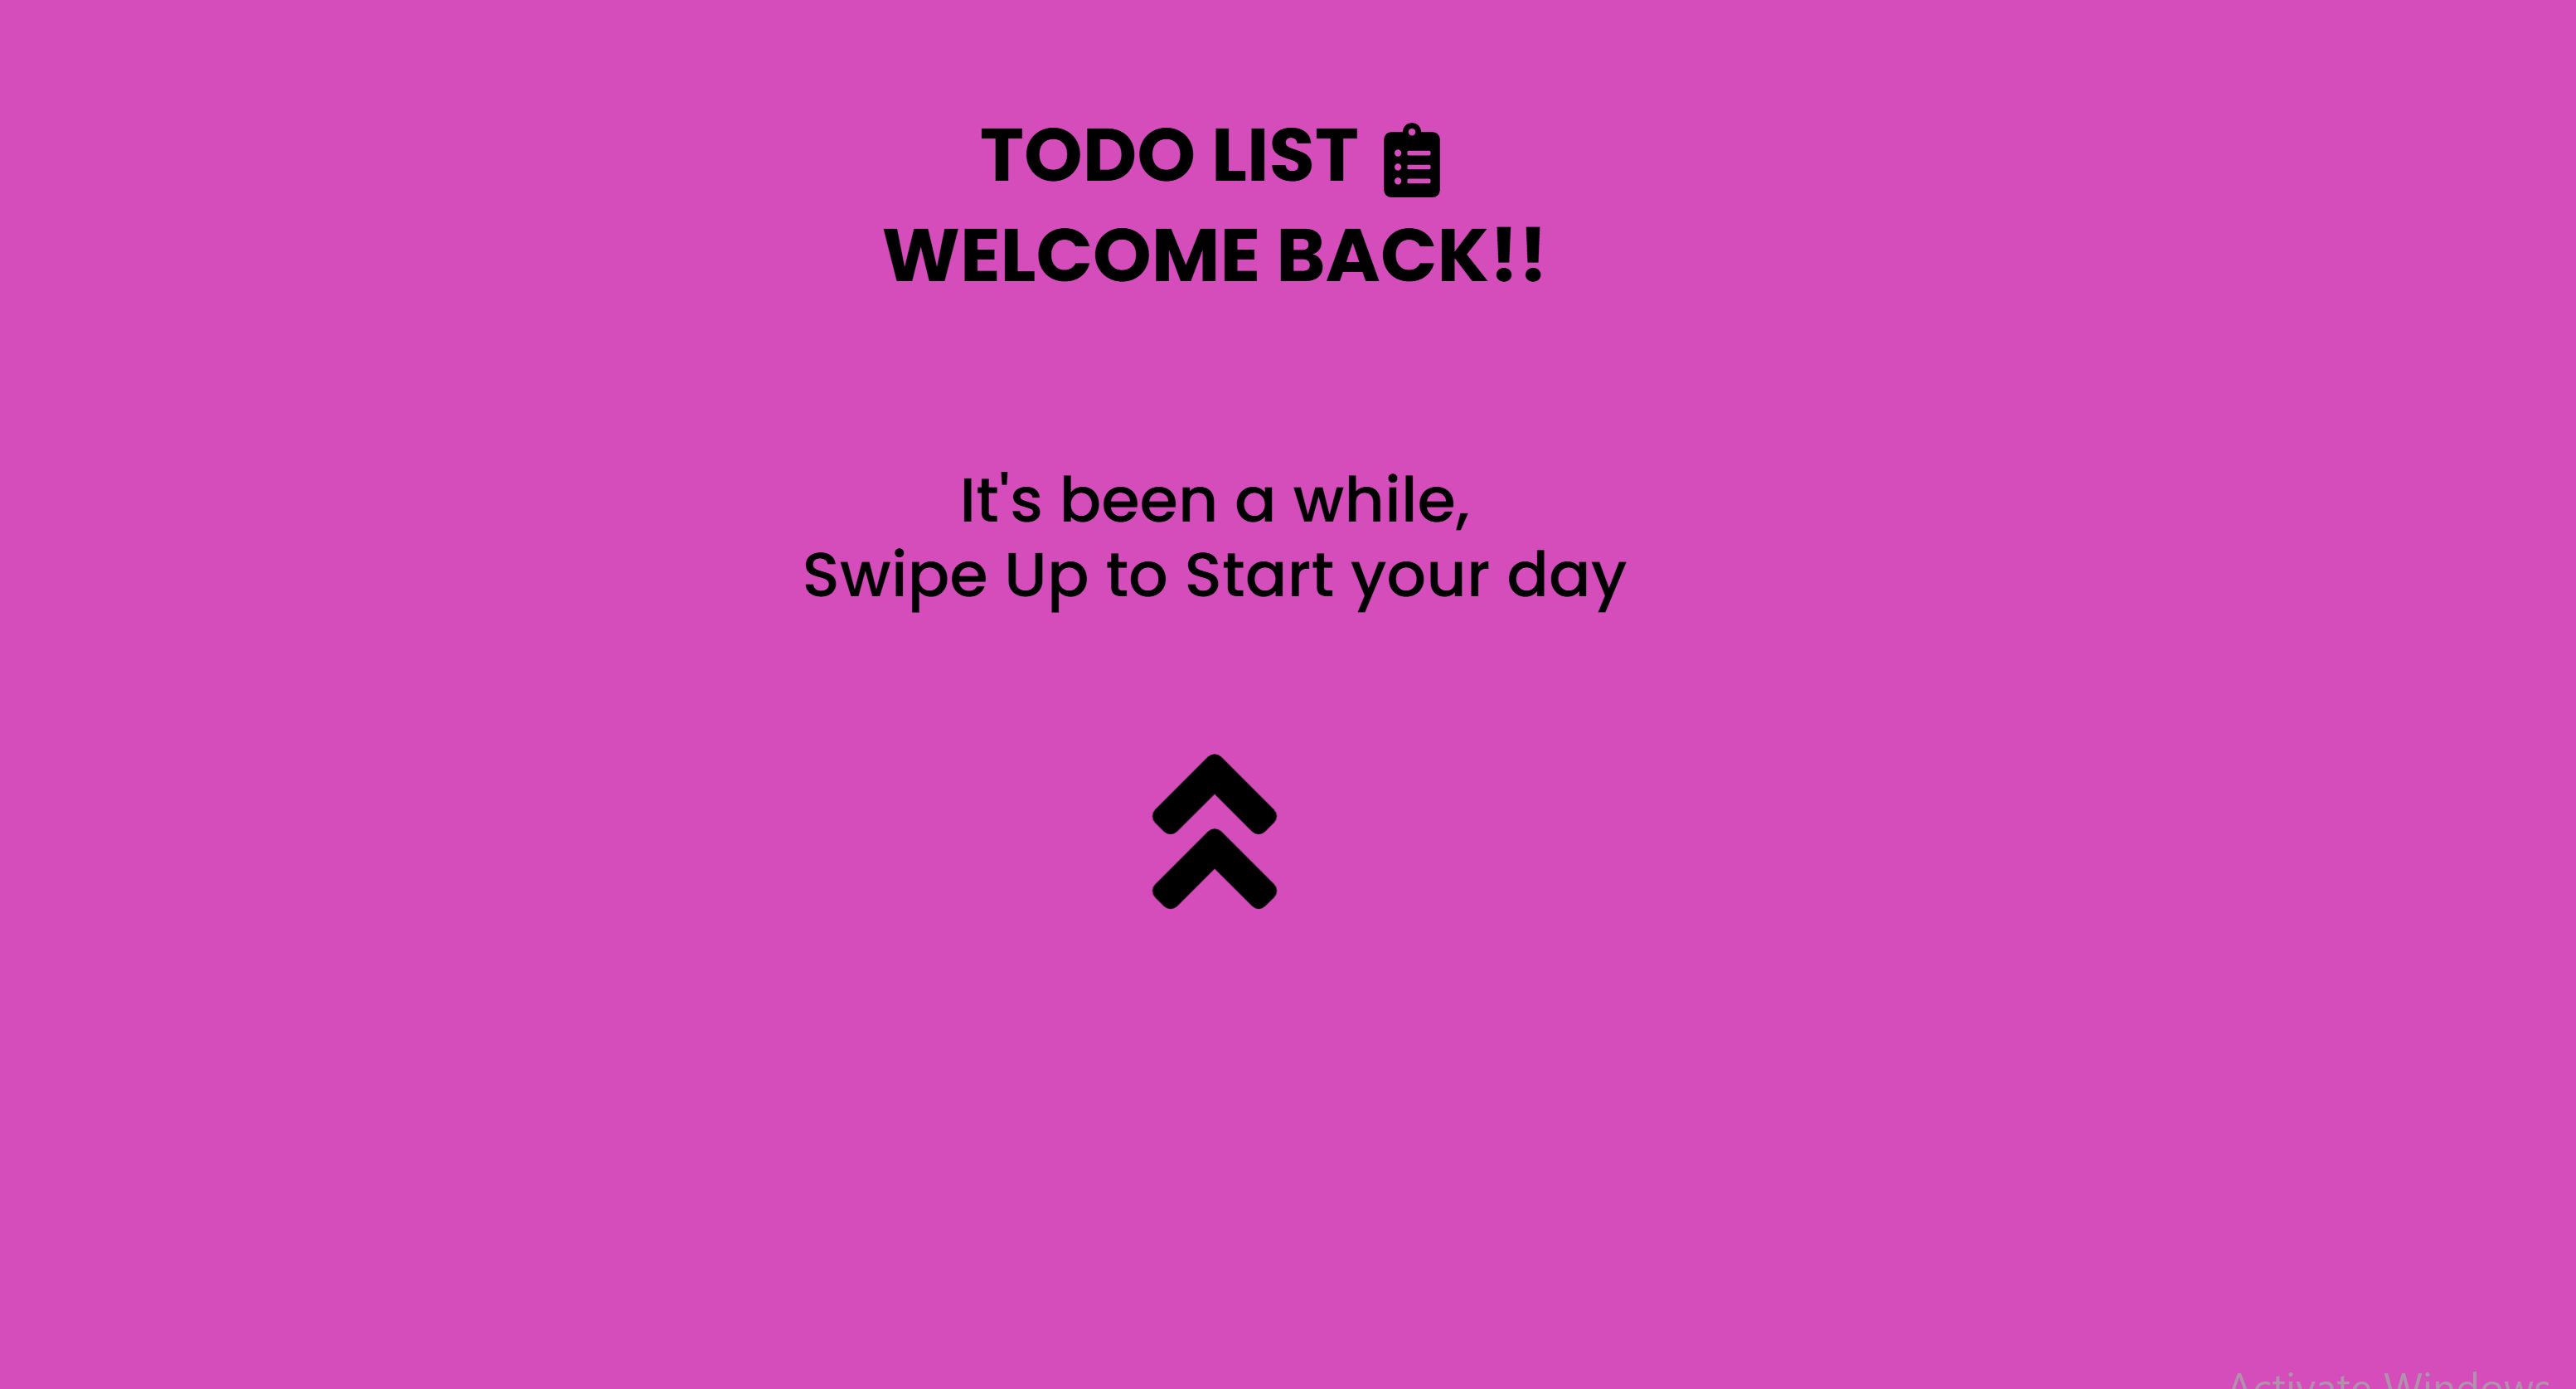 TODO LIST
WELCOME BACK!!
It's been a while,
Swipe Up to Start your day
Activate Windows